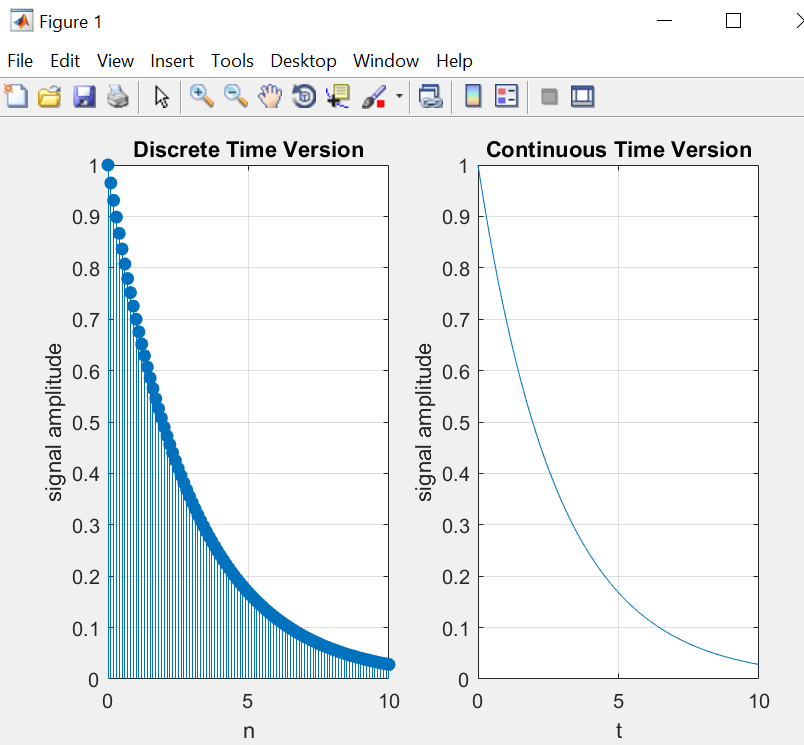 Figure 1
File Edit View Insert Tools Desktop Window Help
Discrete Time Version
1
0.9
0.8
0.7
0.6
0.5
0.4
0.3
0.2
0.1
0
signal amplitude
0 5 10
n
Continuous Time Version
1
0.9
0.8
0.7
0.6
0.5
0.4
0.3
0.2
0.1
0
signal amplitude
0 5 10
t